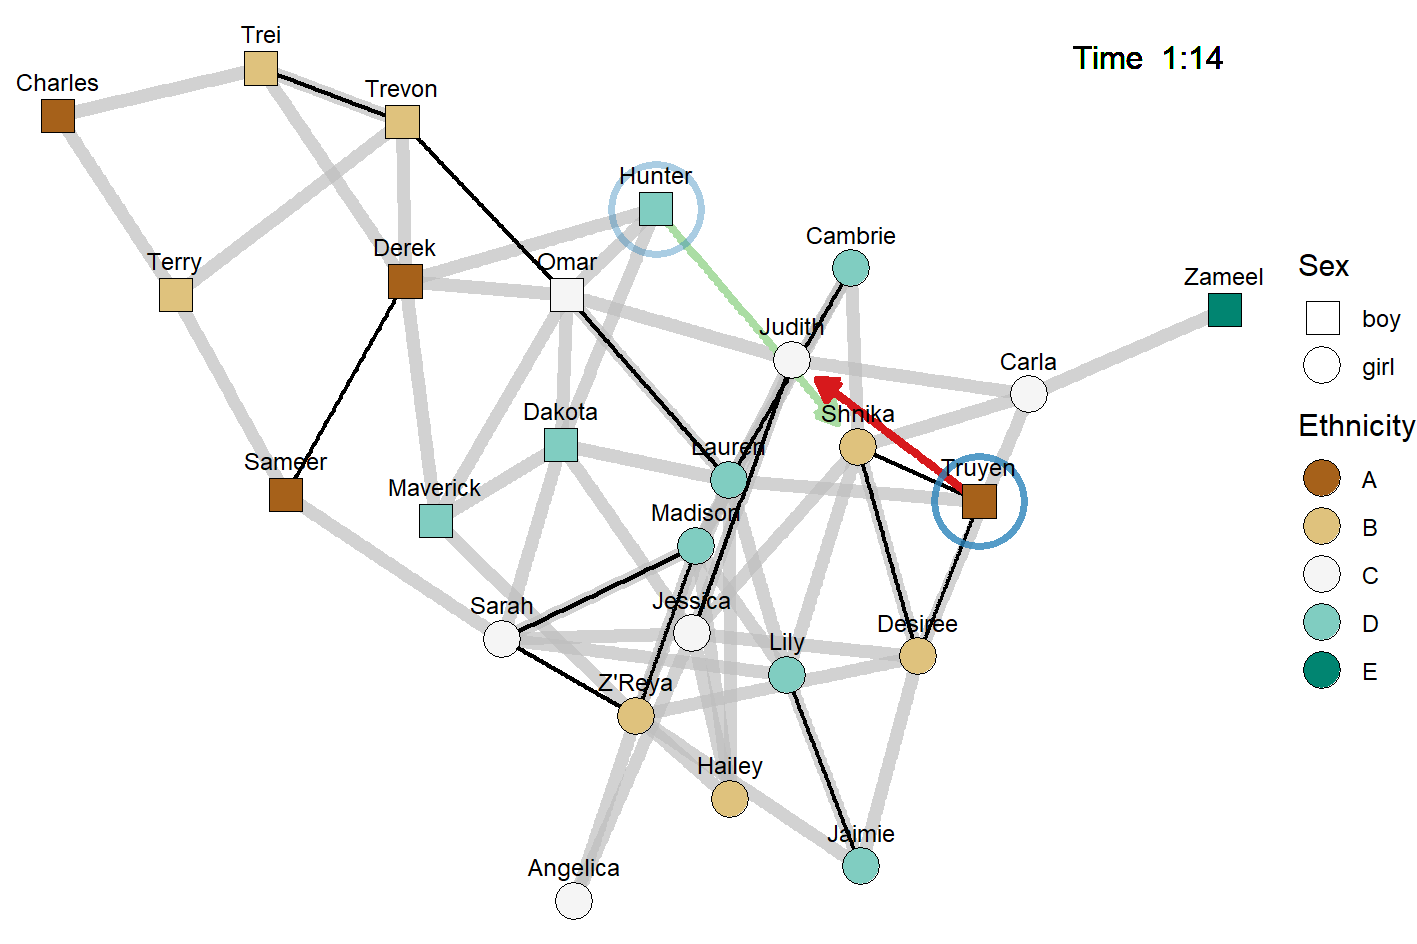 Trei
Time 1:14
Charles
Trevon
Hunter
Cambrie
Derek
Terry
Omar
Zameel
Judith
Carla
Dakota
Shnika
Lauren
Sameer
Truyen
Maverick
Madison
Sarah
Jessica
Desiree
Lily
Z'Reya
Hailey
Jaimie
Angelica
Sex
boy
girl
Ethnicity
A
B
C
D
E